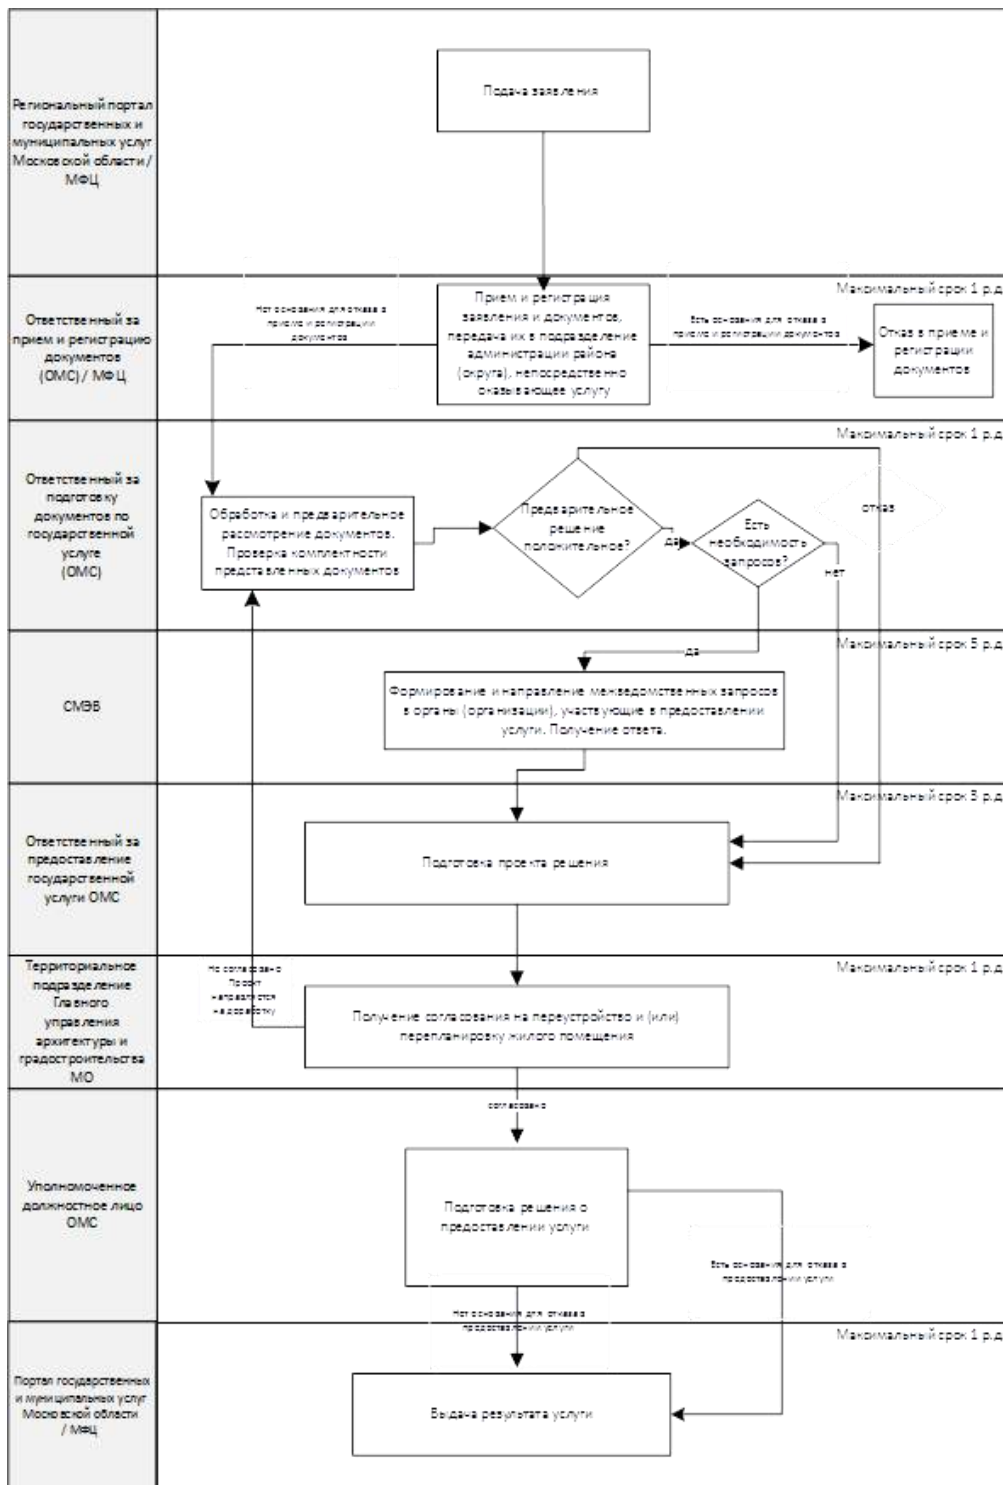 Региональный портал
государственных и
муниципальных услуг
Московской области /
МФЦ
Подача заявления
Ответственный за
прием и регистрацию
документов
(ОМС) / МФЦ
Нет основания для отказа в
приеме и регистрации
документов
Прием и регистрация
заявления и документов,
передача их в подразделение
администрации района
(округа), непосредственно
оказывающее услугу
Есть основания для отказа в
приеме и регистрации документов
Максимальный срок 1 р.д
Отказ в приеме и
регистрации
документов
Ответственный за
подготовку
документов по
государственной
услуге
(ОМС)
Максимальный срок 1 р.д
Обработка и предварительное
рассмотрение документов.
Проверка комплектности
представленных документов
Предварительное
решение
положительное?
да
Есть
необходимость
запросов?
нет
отказ
СМЭВ
Максимальный срок 5 р.д
да
Формирование и направление межведомственных запросов
в органы (организации), участвующие в предоставлении
услуги. Получение ответа.
Ответственный за
предоставление
государственной
услуги ОМС
Максимальный срок 3 р.д
Подготовка проекта решения
Территориальное
подразделение
Главного
управления
архитектуры и
градостроительства
МО
Не согласовано
Проект
направляется
на доработку
Максимальный срок 1 р.д
Получение согласования на переустройство и (или)
перепланировку жилого помещения
согласовано
Уполномоченное
должностное лицо
ОМС
Подготовка решения о
предоставлении услуги
Есть основания для отказа в
предоставлении услуги
Нет основания для отказа в
предоставлении услуги
Портал государственных
и муниципальных услуг
Московской области
/ МФЦ
Максимальный срок 1 р.д
Выдача результата услуги